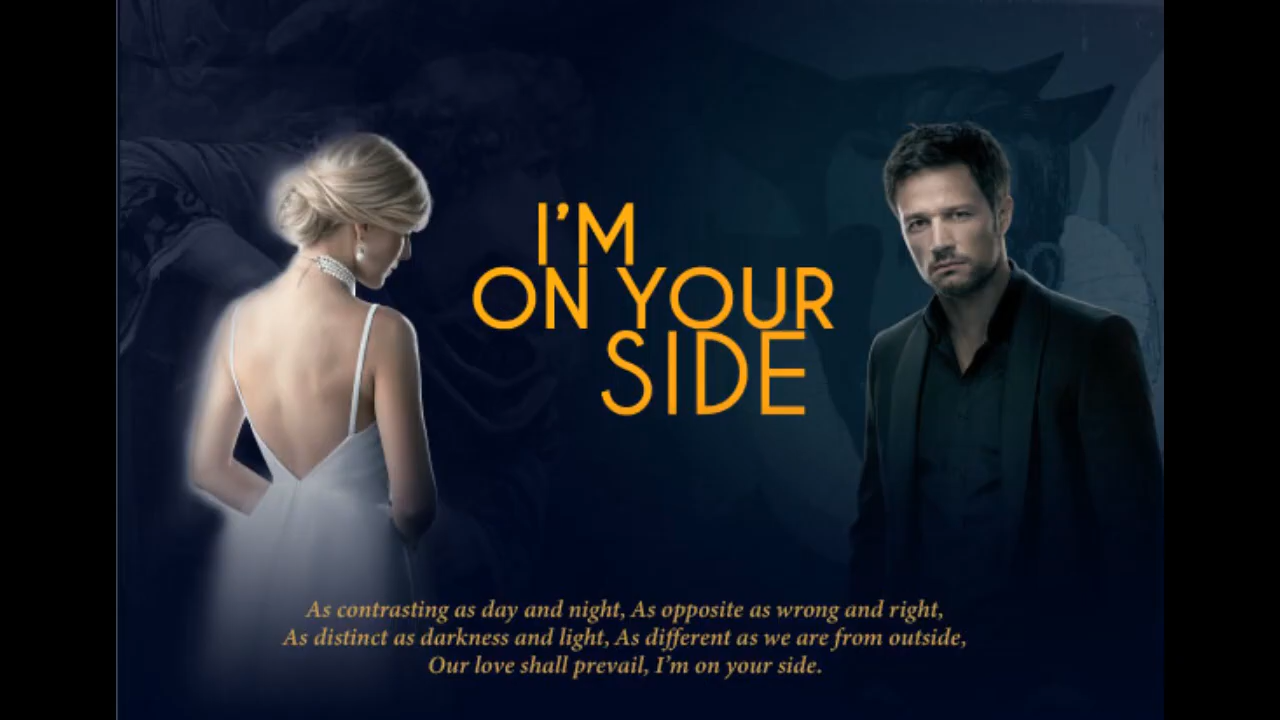 I'M
ON YOUR
SIDE
As contrasting as day and night, As opposite as wrong and right,
As distinct as darkness and light, As different as we are from outside,
Our love shall prevail, I'm on your side.